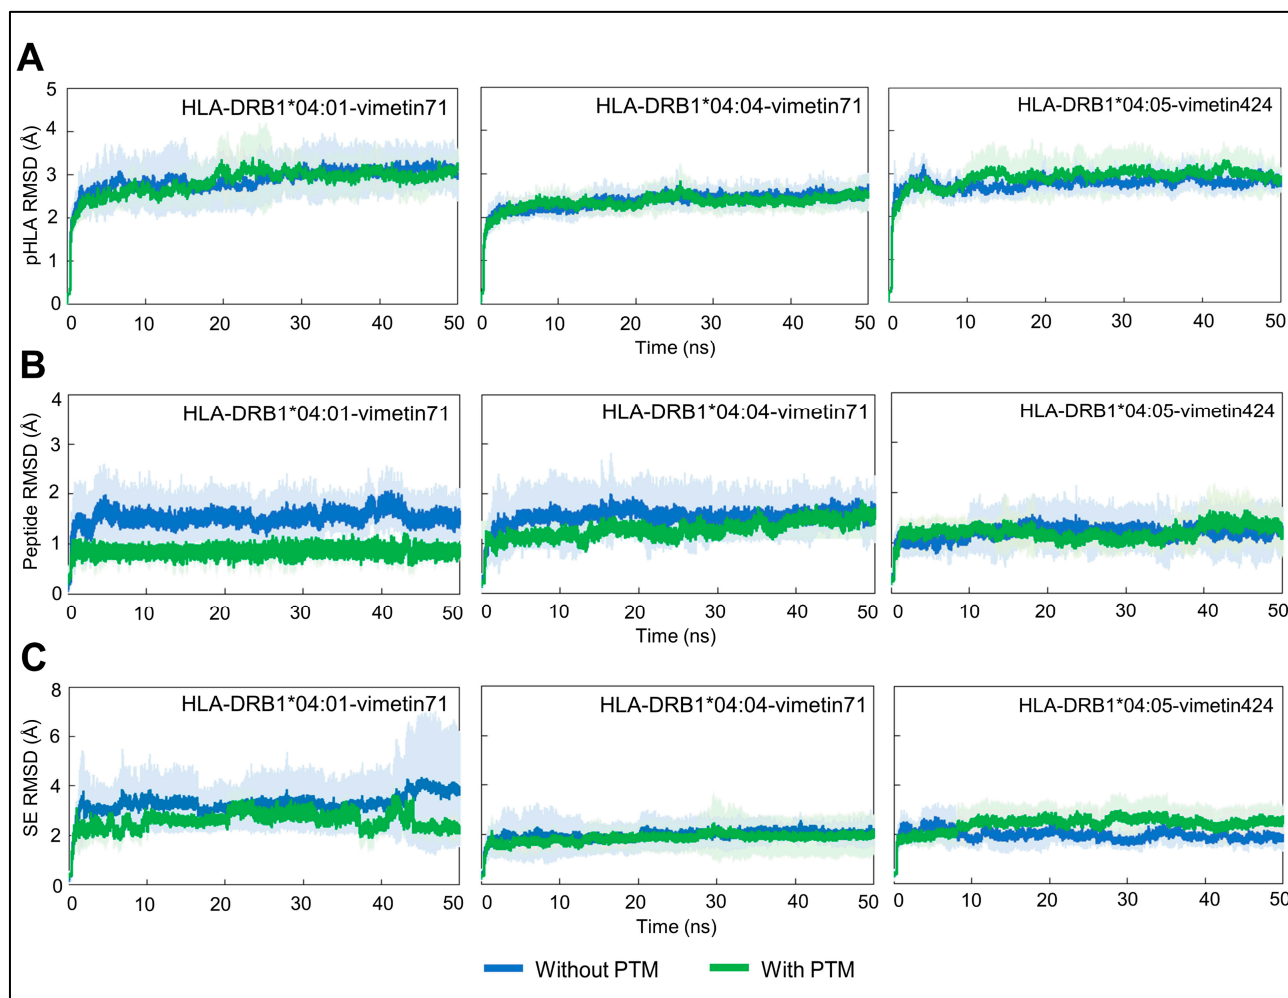 A
HLA-DRB1*04:01-vimetin71
HLA-DRB1*04:04-vimetin71
HLA-DRB1*04:05-vimetin424
pHLA RMSD (Å)
5
4
3
2
1
0
0 10 20 30 40 50
0 10 20 30 40 50
0 10 20 30 40 50
Time (ns)
B
HLA-DRB1*04:01-vimetin71
HLA-DRB1*04:04-vimetin71
HLA-DRB1*04:05-vimetin424
Peptide RMSD (Å)
4
3
2
1
0
0 10 20 30 40 50
0 10 20 30 40 50
0 10 20 30 40 50
Time (ns)
C
HLA-DRB1*04:01-vimetin71
HLA-DRB1*04:04-vimetin71
HLA-DRB1*04:05-vimetin424
SE RMSD (Å)
8
6
4
2
0
0 10 20 30 40 50
0 10 20 30 40 50
0 10 20 30 40 50
Time (ns)
Without PTM
With PTM